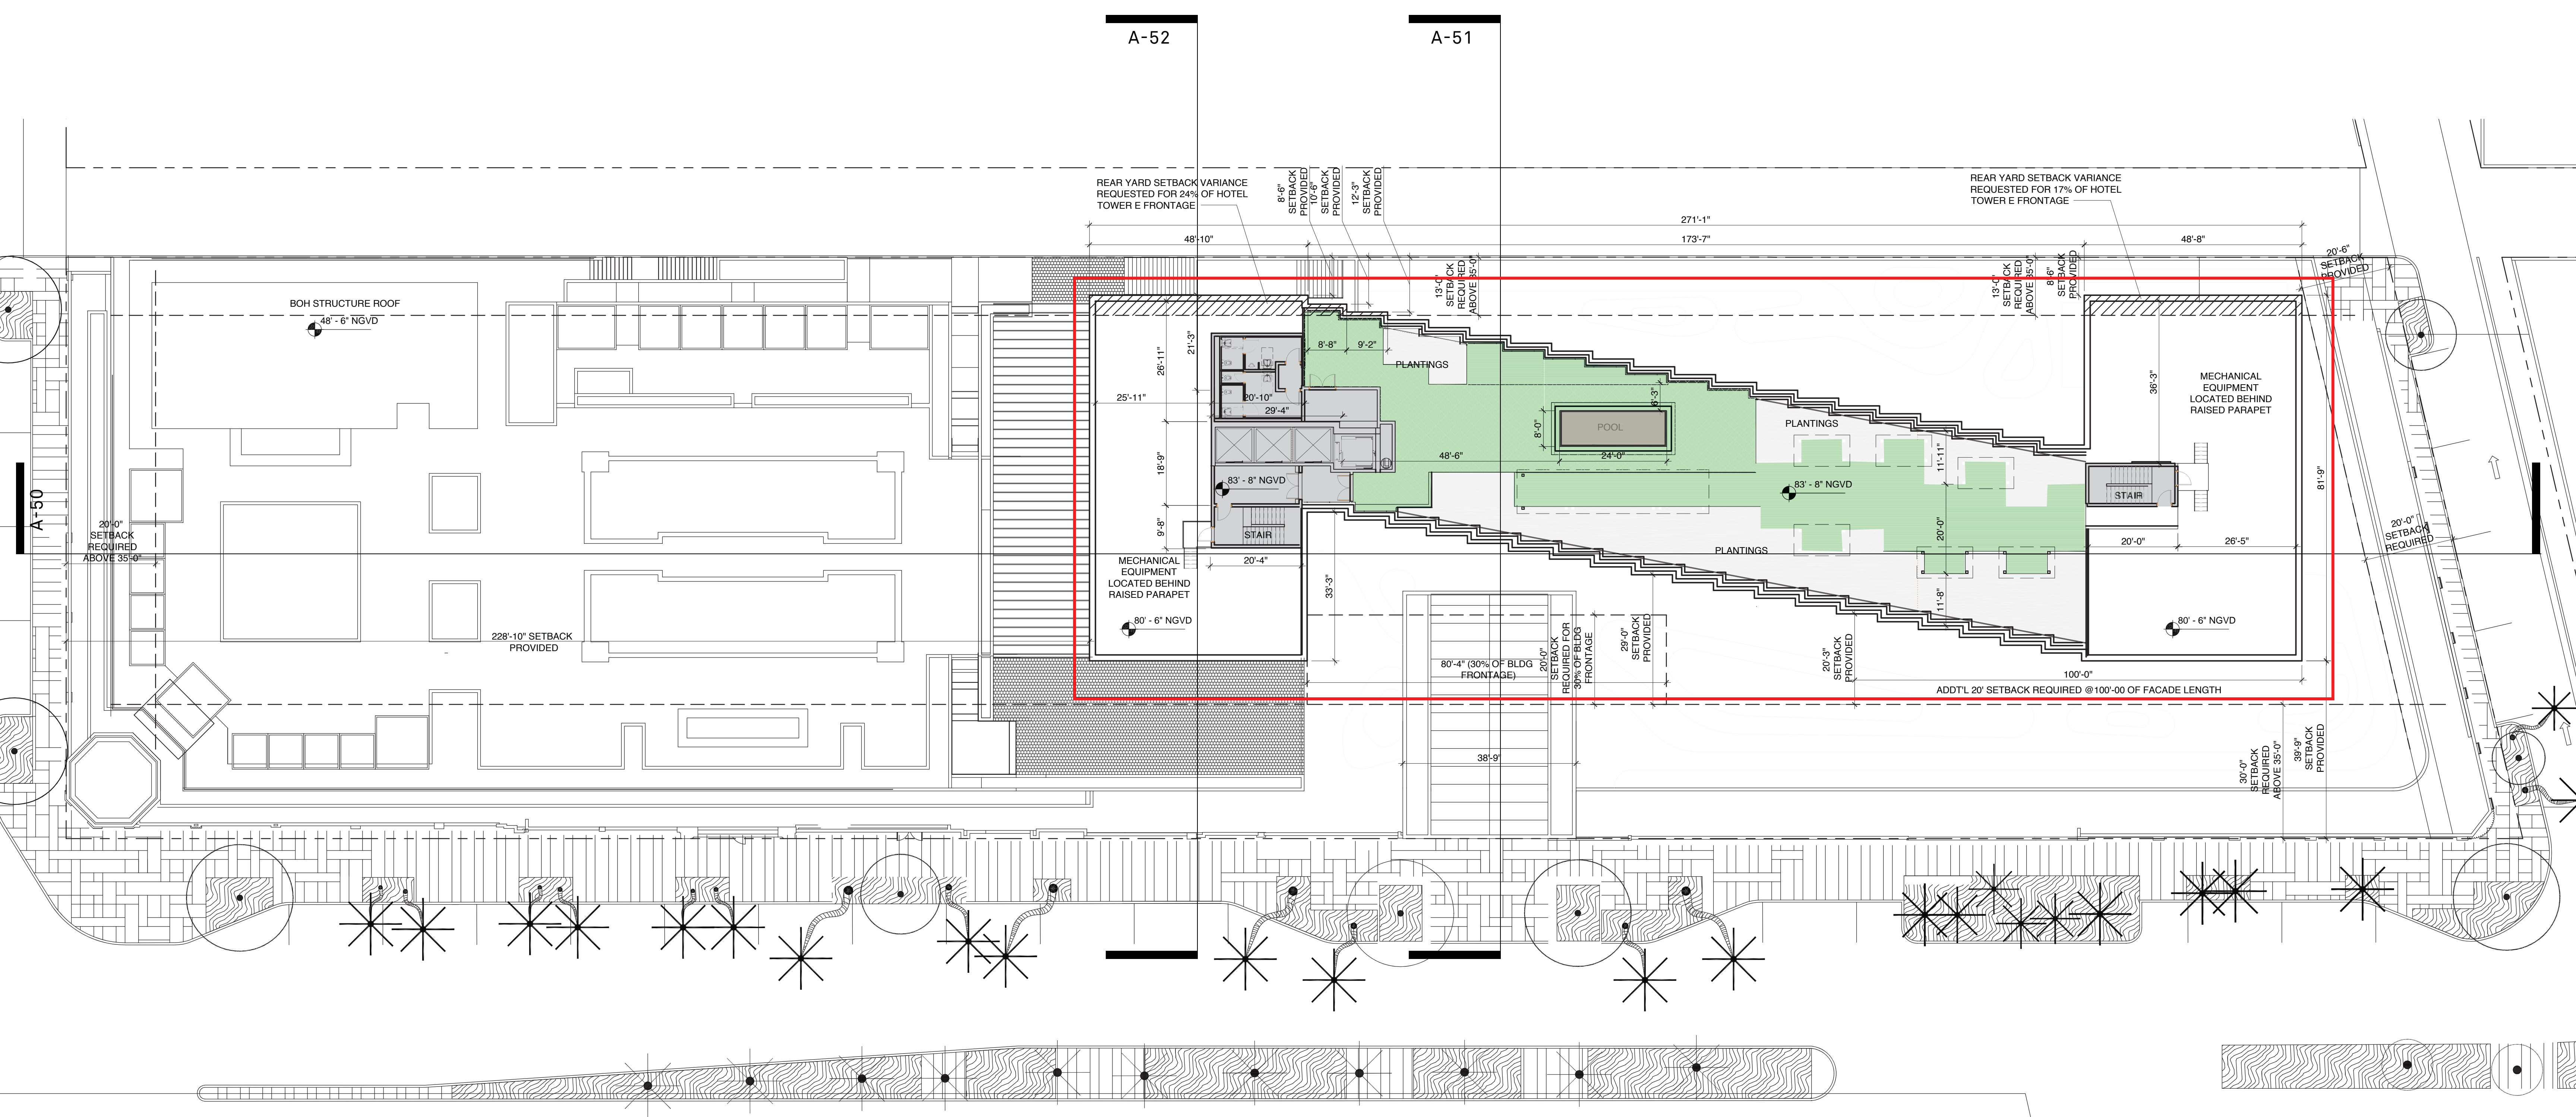 A-52
A-51
REAR YARD SETBACK VARIANCE
REQUESTED FOR 24% OF HOTEL
TOWER E FRONTAGE
8'-6"
SETBACK
PROVIDED
10'-6"
SETBACK
PROVIDED
12'-3"
SETBACK
PROVIDED
REAR YARD SETBACK VARIANCE
REQUESTED FOR 17% OF HOTEL
TOWER E FRONTAGE
271'-1"
48'-10"
173'-7"
48'-8"
20'-6"
SETBACK
PROVIDED
13'-0"
SETBACK
REQUIRED
ABOVE 35'-0"
13'-0"
SETBACK
REQUIRED
ABOVE 35'-0"
8'-6"
SETBACK
PROVIDED
BOH STRUCTURE ROOF
48' - 6" NGVD
26'-11"
21'-3"
8'-8"
9'-2"
PLANTINGS
25'-11"
20'-10"
29'-4"
6'-3"
8'-0"
POOL
24'-0"
48'-6"
PLANTINGS
11'-11"
36'-3"
MECHANICAL
EQUIPMENT
LOCATED BEHIND
RAISED PARAPET
18'-9"
83' - 8" NGVD
83' - 8" NGVD
STAIR
81'-9"
A-50
20'-0"
SETBACK
REQUIRED
ABOVE 35'-0"
9'-8"
STAIR
20'-4"
PLANTINGS
20'-0"
20'-0"
26'-5"
20'-0"
SETBACK
REQUIRED
MECHANICAL
EQUIPMENT
LOCATED BEHIND
RAISED PARAPET
33'-3"
11'-8"
80' - 6" NGVD
80' - 6" NGVD
228'-10" SETBACK
PROVIDED
80'-4" (30% OF BLDG
FRONTAGE)
20'-0"
SETBACK
REQUIRED FOR
30% OF BLDG
FRONTAGE
29'-0"
SETBACK
PROVIDED
20'-3"
SETBACK
PROVIDED
100'-0"
ADDT'L 20' SETBACK REQUIRED @100'-00 OF FACADE LENGTH
38'-9"
30'-0"
SETBACK
REQUIRED
ABOVE 35'-0"
39'-9"
SETBACK
PROVIDED